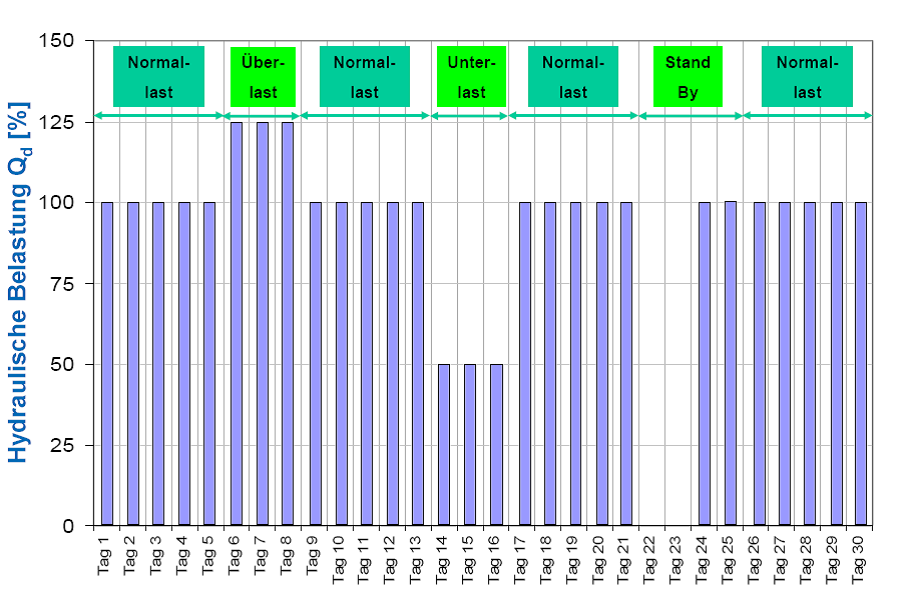 Hydraulische Belastung Qd [%]
150
125
100
75
50
25
0
Normal-
last
Über-
last
Normal-
last
Unter-
last
Normal-
last
Stand
By
Normal-
last
Tag 1
Tag 2
Tag 3
Tag 4
Tag 5
Tag 6
Tag 7
Tag 8
Tag 9
Tag 10
Tag 11
Tag 12
Tag 13
Tag 14
Tag 15
Tag 16
Tag 17
Tag 18
Tag 19
Tag 20
Tag 21
Tag 22
Tag 23
Tag 24
Tag 25
Tag 26
Tag 27
Tag 28
Tag 29
Tag 30